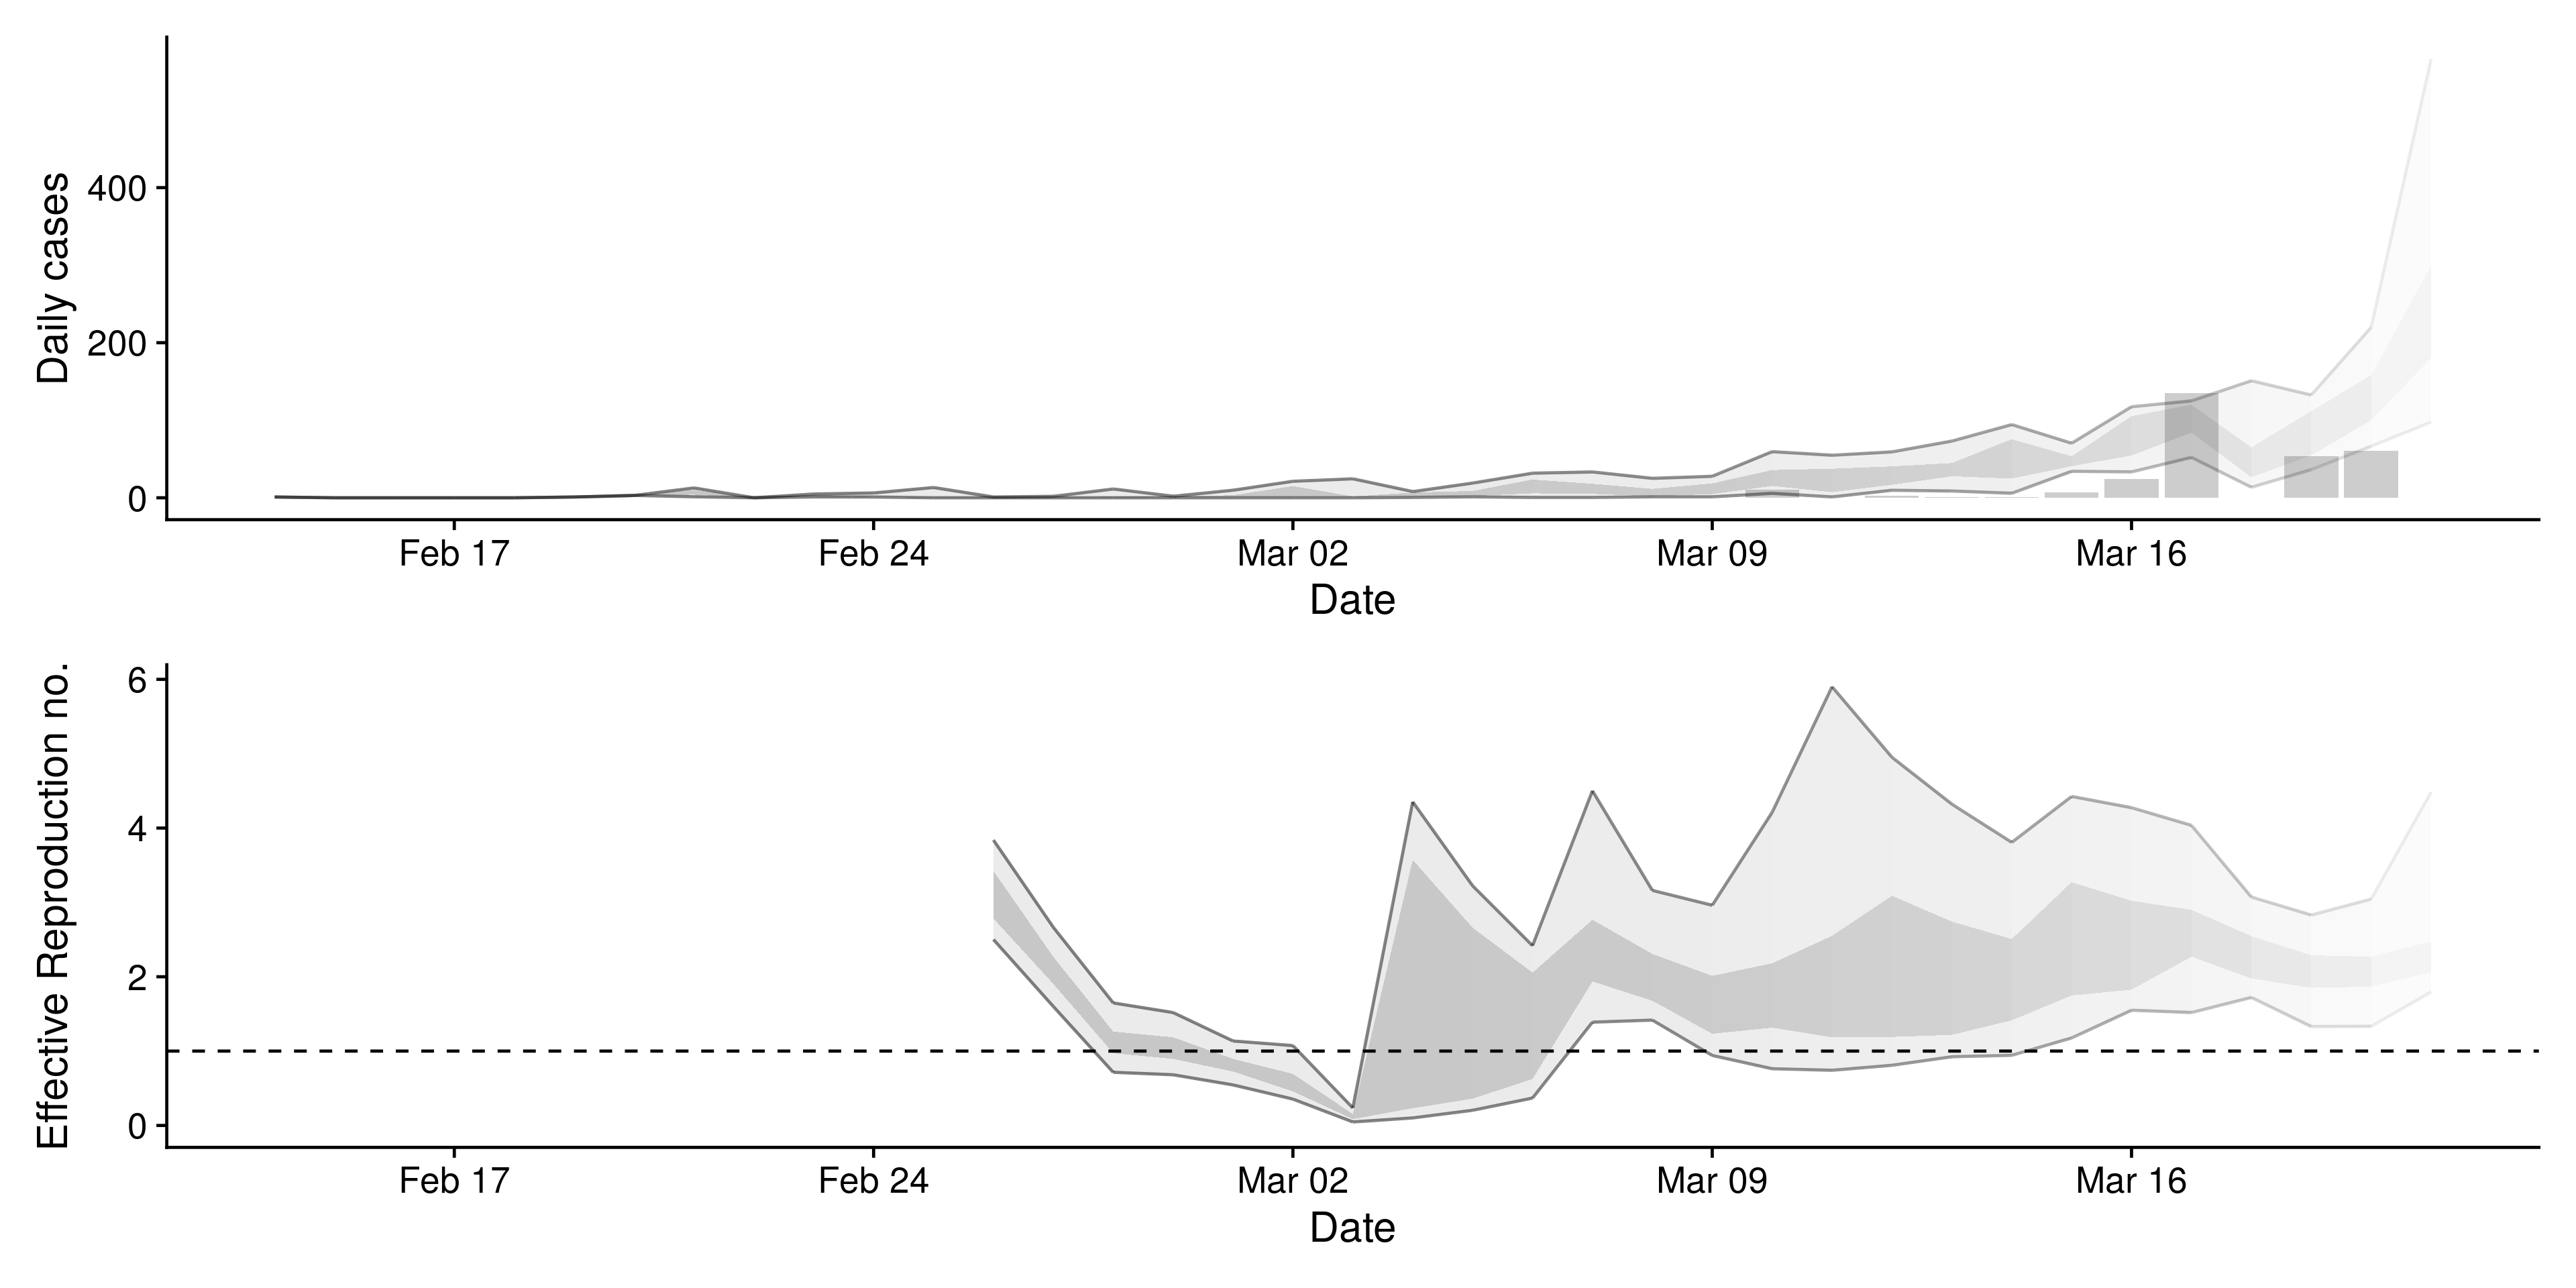 Daily cases
400
200
0
Feb 17 Feb 24 Mar 02 Mar 09 Mar 16
Date
Effective Reproduction no.
6
4
2
0
Feb 17 Feb 24 Mar 02 Mar 09 Mar 16
Date